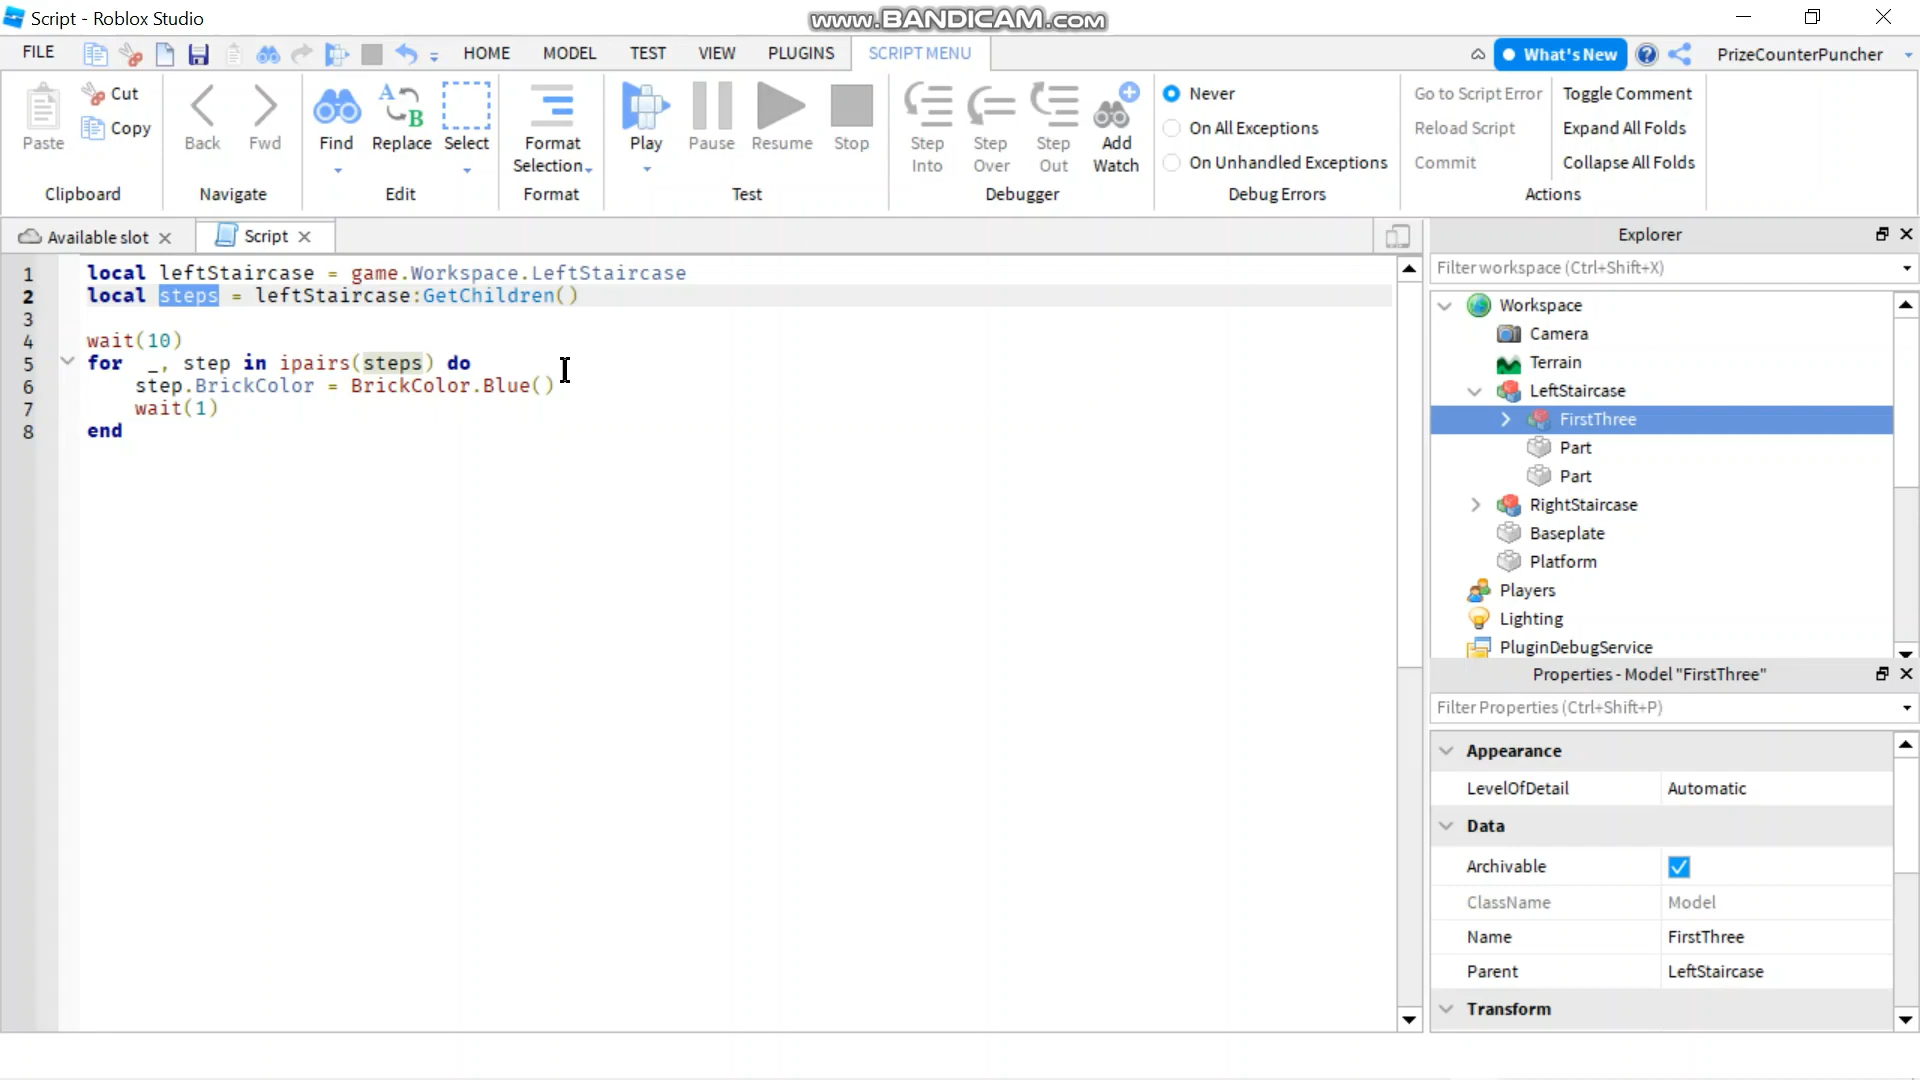 Script - Roblox Studio
www.BANDICAM.com
FILE
HOME
MODEL
TEST
VIEW
PLUGINS
SCRIPT MENU
What's New
PrizeCounterPuncher
Paste
Cut
Copy
Clipboard
Back
Fwd
Navigate
Find
Replace
Select
Edit
Format
Selection
Format
Play
Pause
Resume
Stop
Test
Step
Into
Step
Over
Step
Out
Add
Watch
Debugger
Never
On All Exceptions
On Unhandled Exceptions
Debug Errors
Go to Script Error
Reload Script
Commit
Toggle Comment
Expand All Folds
Collapse All Folds
Actions
Available slot
Script
1 local leftStaircase = game.Workspace.LeftStaircase
2 local steps = leftStaircase:GetChildren()
3
4 wait(10)
5 for _, step in ipairs(steps) do
6 step.BrickColor = BrickColor.Blue()
7 wait(1)
8 end
Explorer
Filter workspace (Ctrl+Shift+X)
Workspace
Camera
Terrain
LeftStaircase
FirstThree
Part
Part
RightStaircase
Baseplate
Platform
Players
Lighting
PluginDebugService
Properties - Model "FirstThree"
Filter Properties (Ctrl+Shift+P)
Appearance
LevelOfDetail Automatic
Data
Archivable
ClassName Model
Name FirstThree
Parent LeftStaircase
Transform